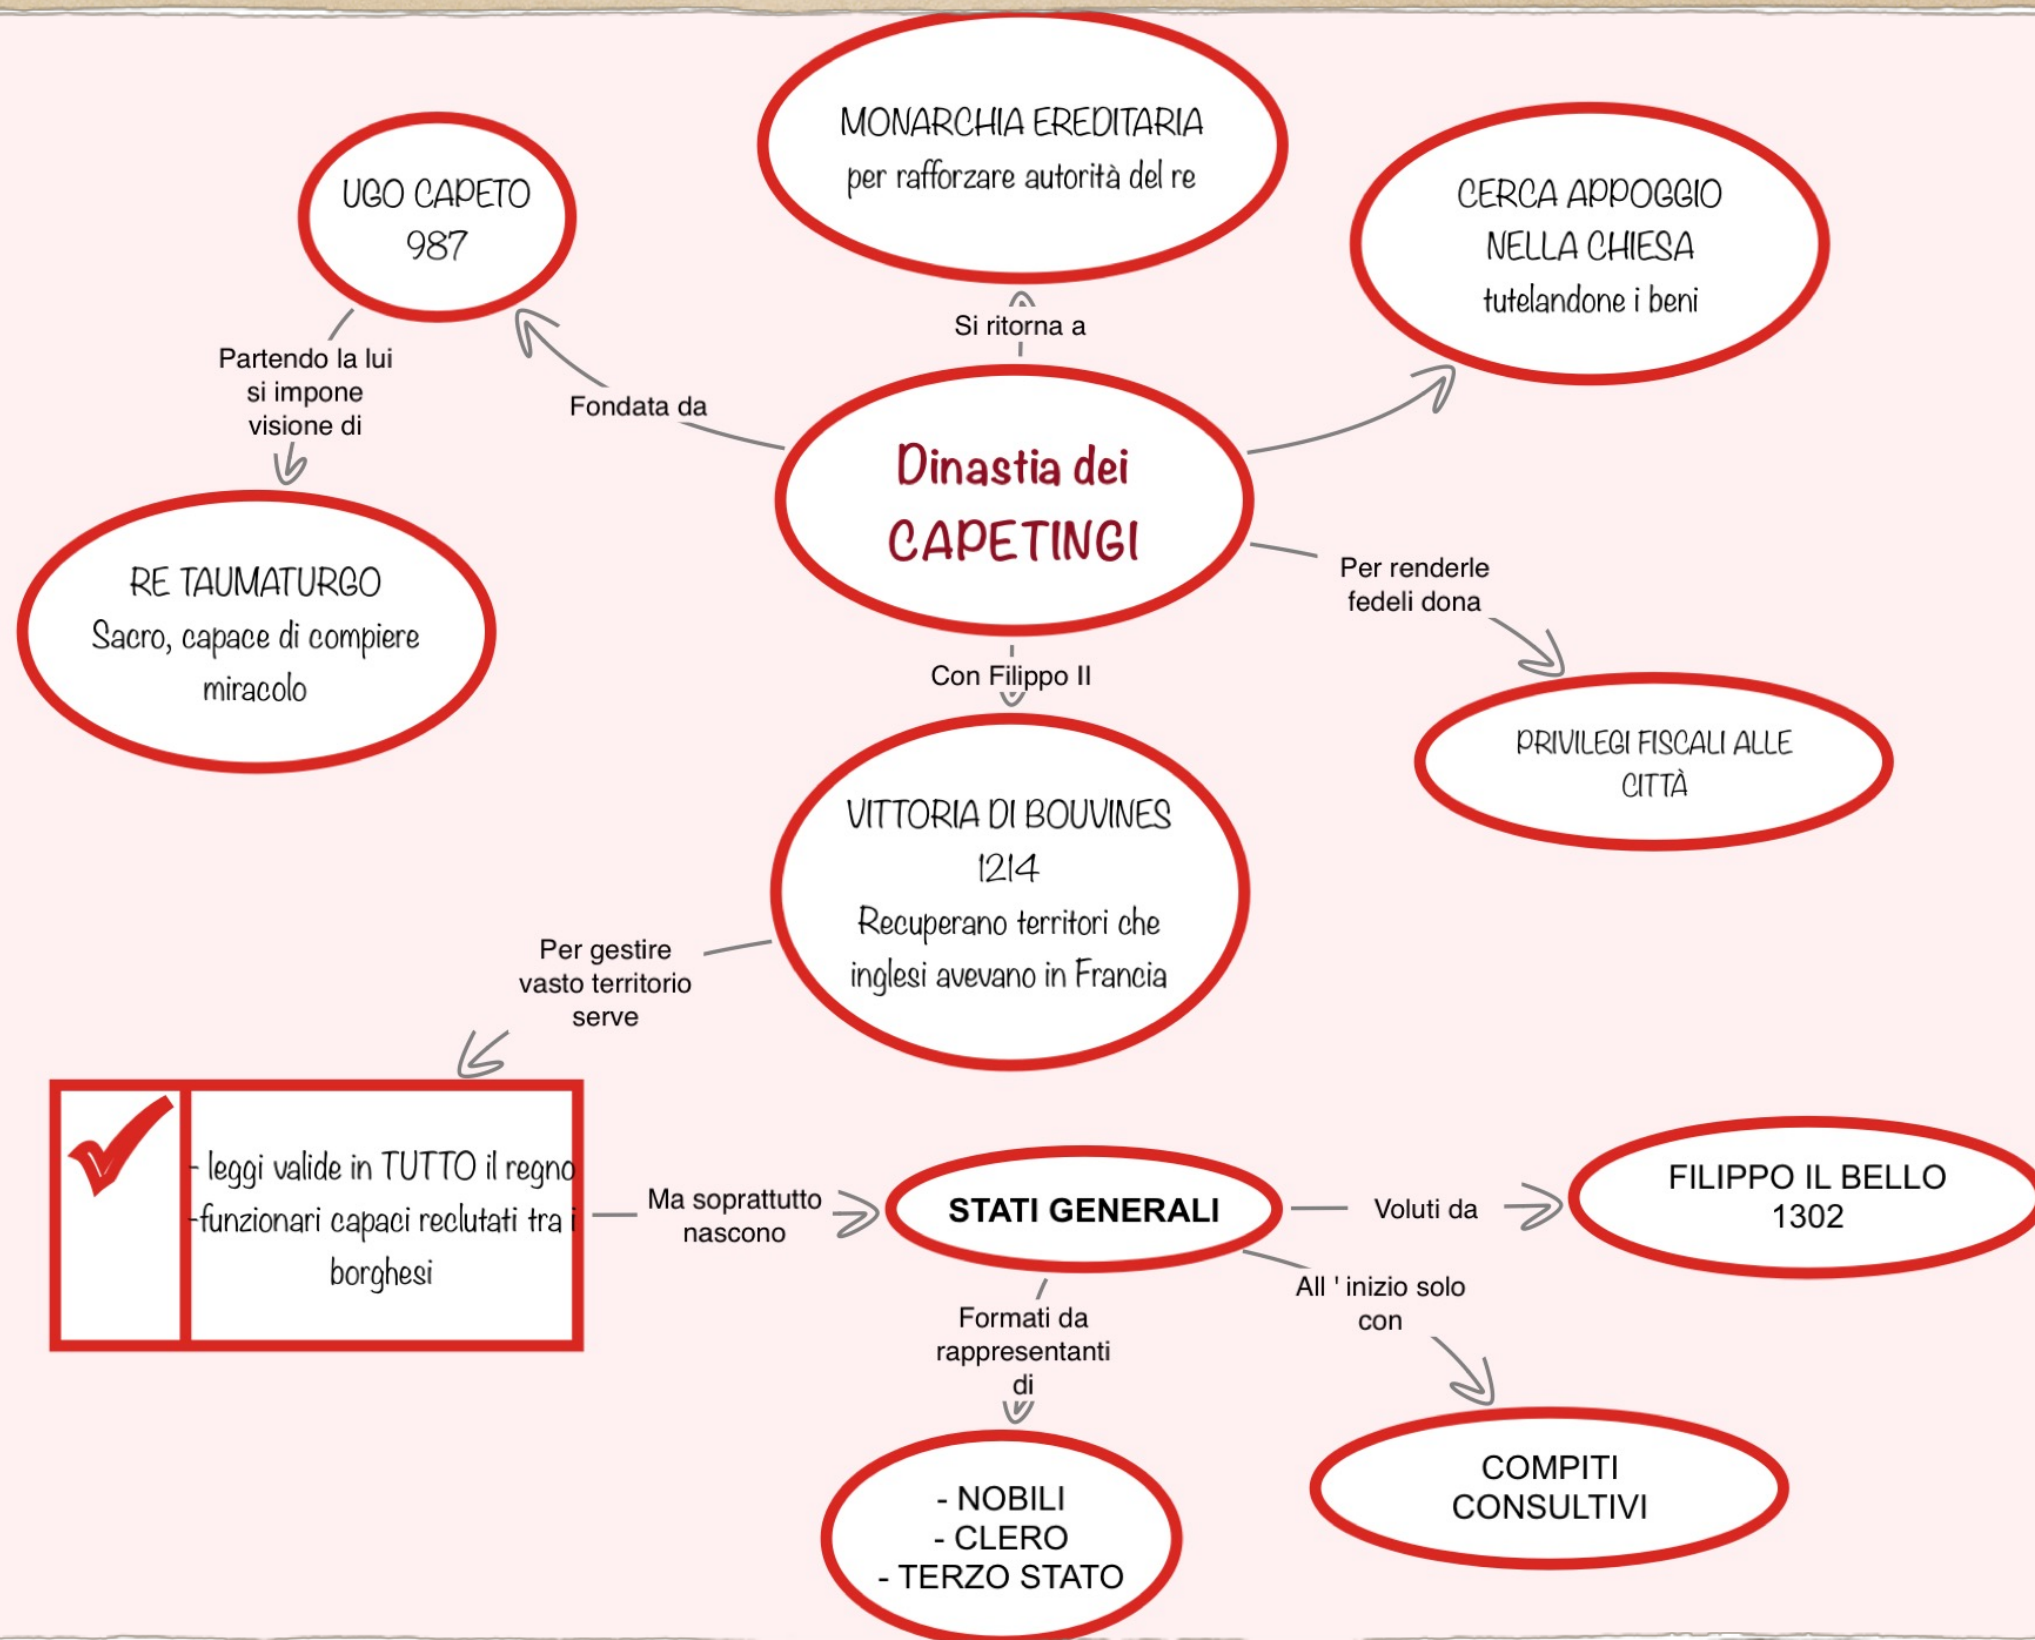 MONARCHIA EREDITARIA
per rafforzare autorità del re
UGO CAPETO
987
CERCA APPOGGIO
NELLA CHIESA
tutelandone i beni
Si ritorna a
Partendo la lui
si impone
visione di
Fondata da
Dinastia dei
CAPETINGI
RE TAUMATURGO
Sacro, capace di compiere
miracolo
Per renderle
fedeli dona
Con Filippo II
PRIVILEGI FISCALI ALLE
CITTÀ
VITTORIA DI BOUVINES
1214
Recuperano territori che
inglesi avevano in Francia
Per gestire
vasto territorio
serve
- leggi valide in TUTTO il regno
-funzionari capaci reclutati tra i
borghesi
Ma soprattutto
nascono
STATI GENERALI
Voluti da
FILIPPO IL BELLO
1302
All ' inizio solo
con
Formati da
rappresentanti
di
COMPITI
CONSULTIVI
- NOBILI
- CLERO
- TERZO STATO